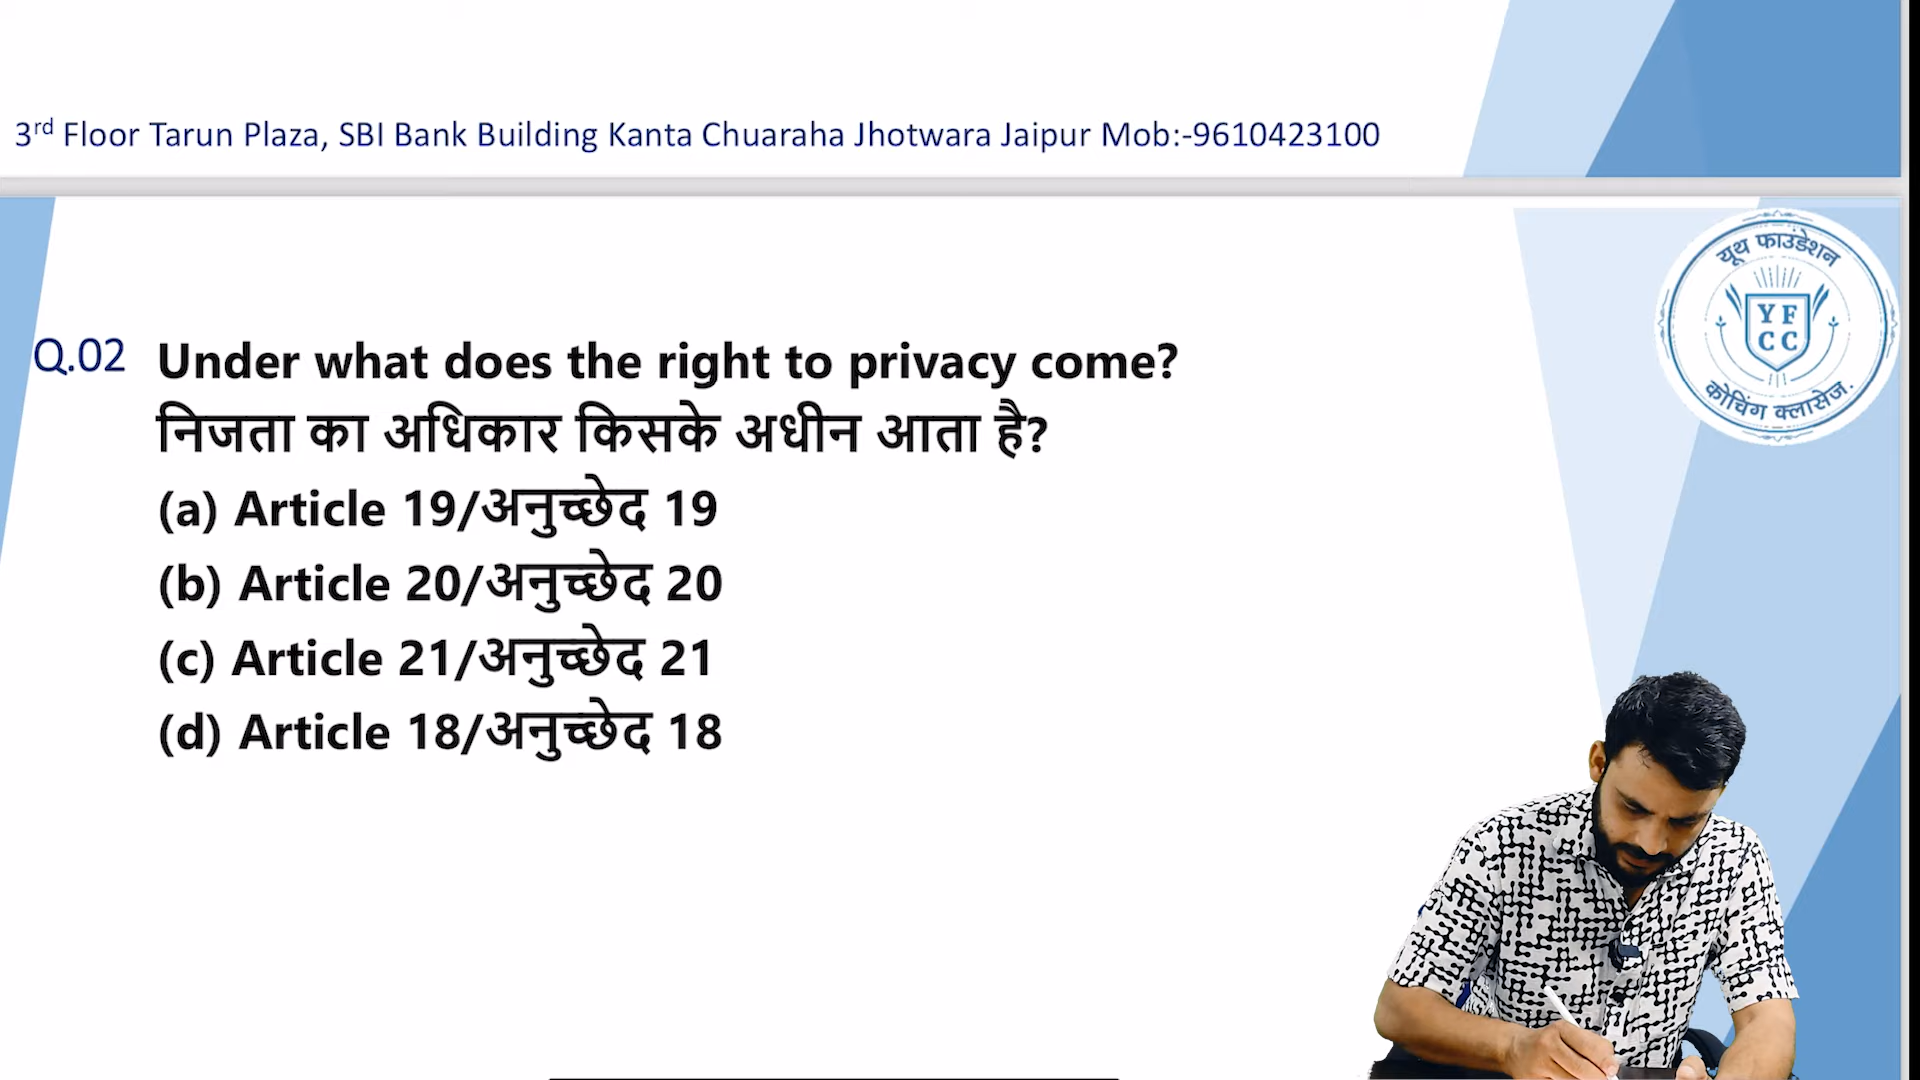 3rd Floor Tarun Plaza, SBI Bank Building Kanta Chuaraha Jhotwara Jaipur Mob:-9610423100
यूथ फाउंडेशन
Y F
C C
कोचिंग क्लासेज.
Q.02 Under what does the right to privacy come?
निजता का अधिकार किसके अधीन आता है?
(a) Article 19/अनुच्छेद 19
(b) Article 20/अनुच्छेद 20
(c) Article 21/अनुच्छेद 21
(d) Article 18/अनुच्छेद 18